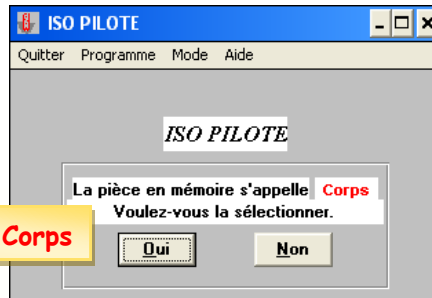 ISO PILOTE
Quitter Programme Mode Aide
ISO PILOTE
La pièce en mémoire s'appelle Corps
Voulez-vous la sélectionner.
Corps
Oui Non